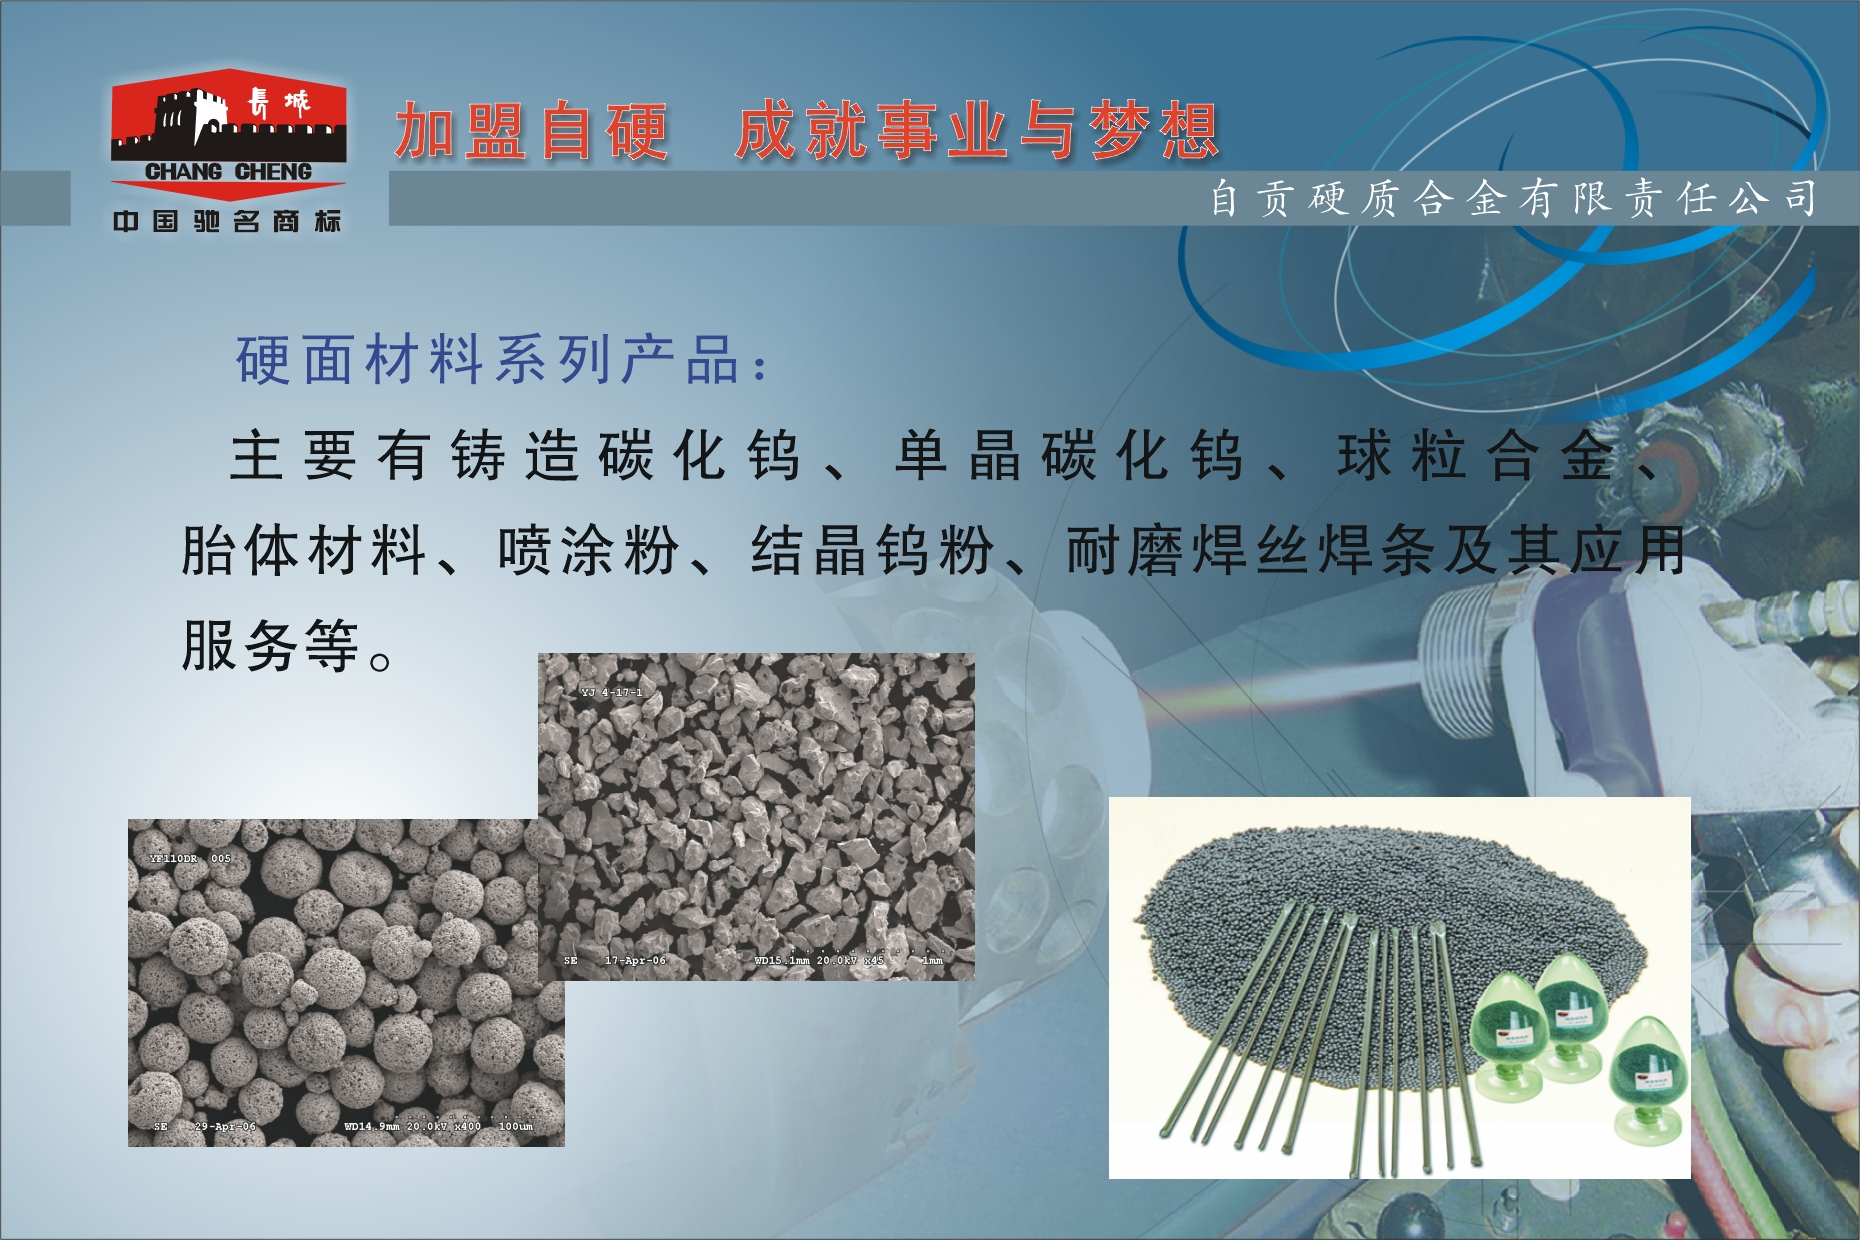 長城
CHANG CHENG
中国驰名商标
加盟自硬 成就事业与梦想
自贡硬质合金有限责任公司
硬面材料系列产品：
主要有铸造碳化钨、单晶碳化钨、球粒合金、
胎体材料、喷涂粉、结晶钨粉、耐磨焊丝焊条及其应用
服务等。
YJ 4-17-1
SE 17-Apr-06 WD15.1mm 20.0kV x45 1mm
YF110DR 005
SE 29-Apr-06 WD14.9mm 20.0kV x400 100um